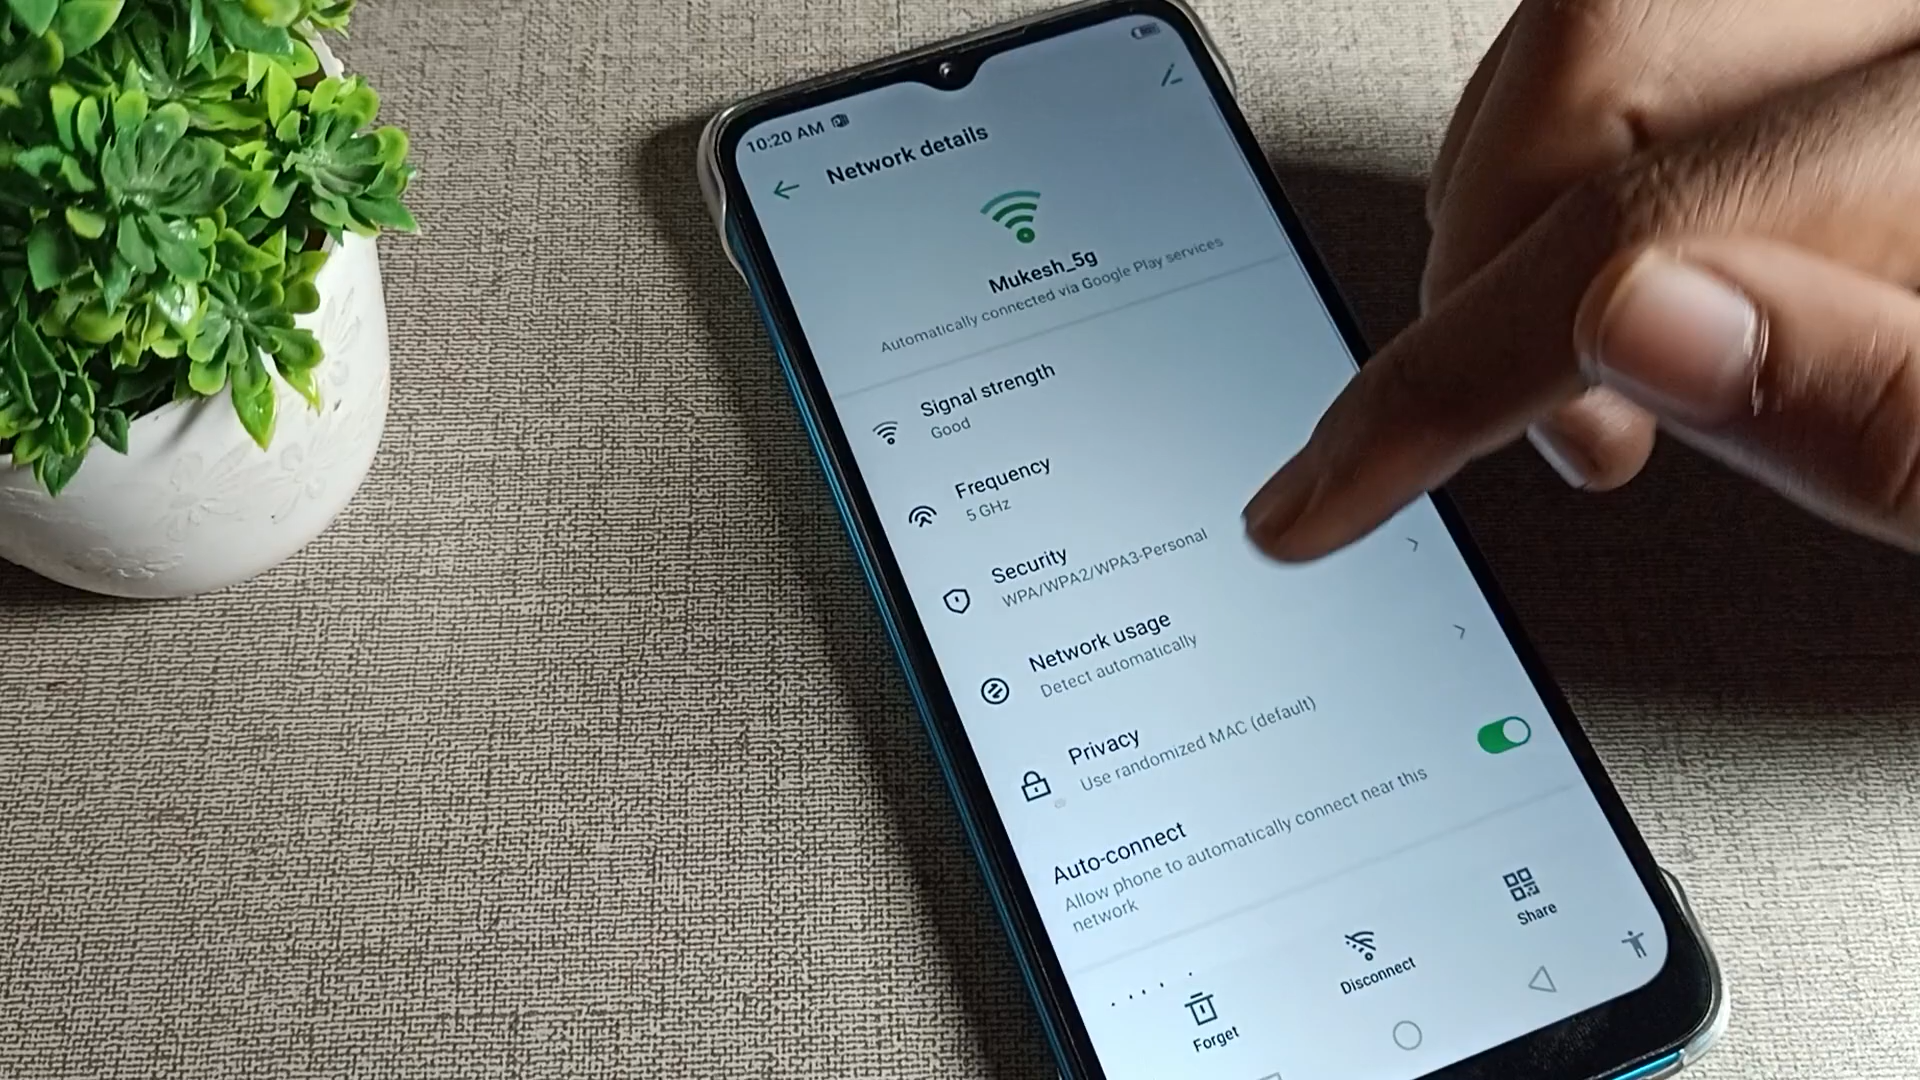 10:20 AM
Network details
Mukesh_5g
Automatically connected via Google Play services
Signal strength
Good
Frequency
5 GHz
Security
WPA/WPA2/WPA3-Personal
Network usage
Detect automatically
Privacy
Use randomized MAC (default)
Auto-connect
Allow phone to automatically connect near this
network
Forget
Disconnect
Share